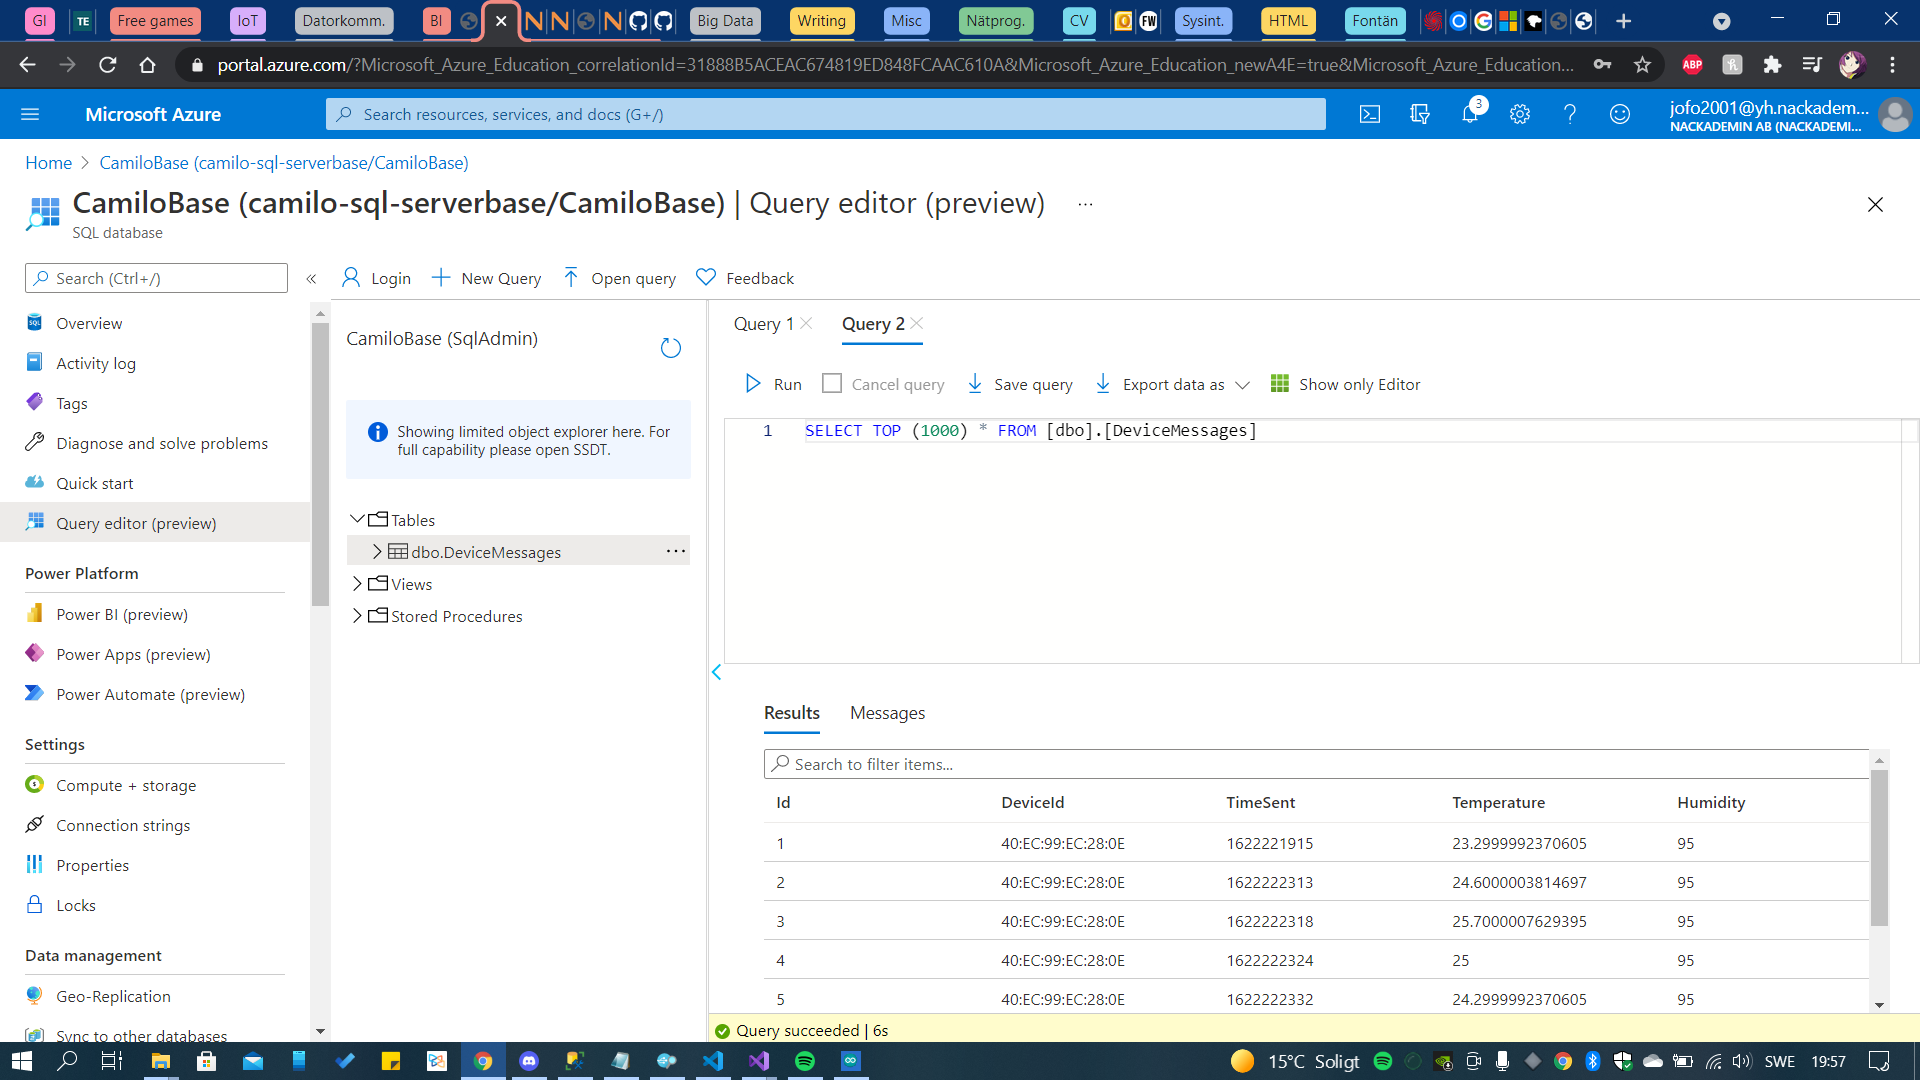 GI
TE
Free games
IoT
Datorkomm.
BI
Big Data
Writing
Misc
Nätprog.
CV
FW
Sysint.
HTML
Fontän
portal.azure.com/?Microsoft_Azure_Education_correlationId=31888B5ACEAC674819ED848FCAAC610A&Microsoft_Azure_Education_newA4E=true&Microsoft_Azure_Education...
ABP
Microsoft Azure
Search resources, services, and docs (G+/)
3
jofo2001@yh.nackadem...
NACKADEMIN AB (NACKADEMI...
Home > CamiloBase (camilo-sql-serverbase/CamiloBase)
CamiloBase (camilo-sql-serverbase/CamiloBase) | Query editor (preview) ...
SQL database
Search (Ctrl+/)
«
Login
New Query
Open query
Feedback
Overview
Activity log
Tags
Diagnose and solve problems
Quick start
Query editor (preview)
Power Platform
Power BI (preview)
Power Apps (preview)
Power Automate (preview)
Settings
Compute + storage
Connection strings
Properties
Locks
Data management
Geo-Replication
Sync to other databases
CamiloBase (SqlAdmin)
Showing limited object explorer here. For
full capability please open SSDT.
Tables
dbo.DeviceMessages ...
Views
Stored Procedures
Query 1
Query 2
Run
Cancel query
Save query
Export data as
Show only Editor
1 SELECT TOP (1000) * FROM [dbo].[DeviceMessages]
Results
Messages
Search to filter items...
Id DeviceId TimeSent Temperature Humidity
1 40:EC:99:EC:28:0E 1622221915 23.2999992370605 95
2 40:EC:99:EC:28:0E 1622222313 24.6000003814697 95
3 40:EC:99:EC:28:0E 1622222318 25.7000007629395 95
4 40:EC:99:EC:28:0E 1622222324 25 95
5 40:EC:99:EC:28:0E 1622222332 24.2999992370605 95
Query succeeded | 6s
15°C Soligt
SWE
19:57